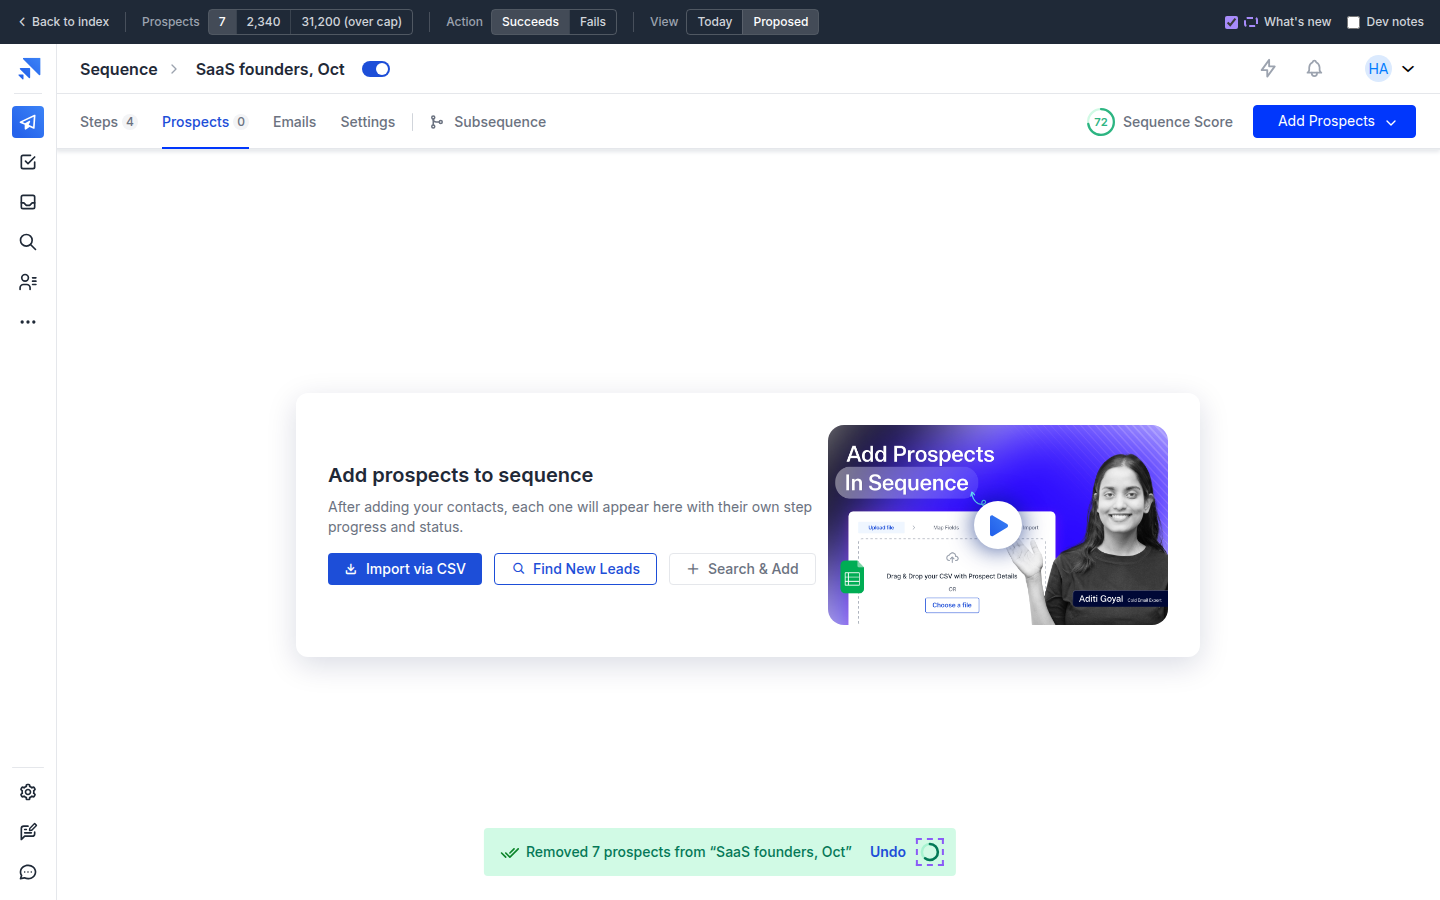 Back to index
Prospects
7
2,340
31,200 (over cap)
Action
Succeeds
Fails
View
Today
Proposed
What's new
Dev notes
Sequence
SaaS founders, Oct
HA
Steps 4
Prospects 0
Emails
Settings
Subsequence
72
Sequence Score
Add Prospects
Add prospects to sequence
After adding your contacts, each one will appear here with their own step
progress and status.
Import via CSV
Find New Leads
Search & Add
Add Prospects
In Sequence
Upload file
Map Fields
Drag & Drop your CSV with Prospect Details
OR
Choose a file
Aditi Goyal
Cold Email Expert
Removed 7 prospects from “SaaS founders, Oct”
Undo